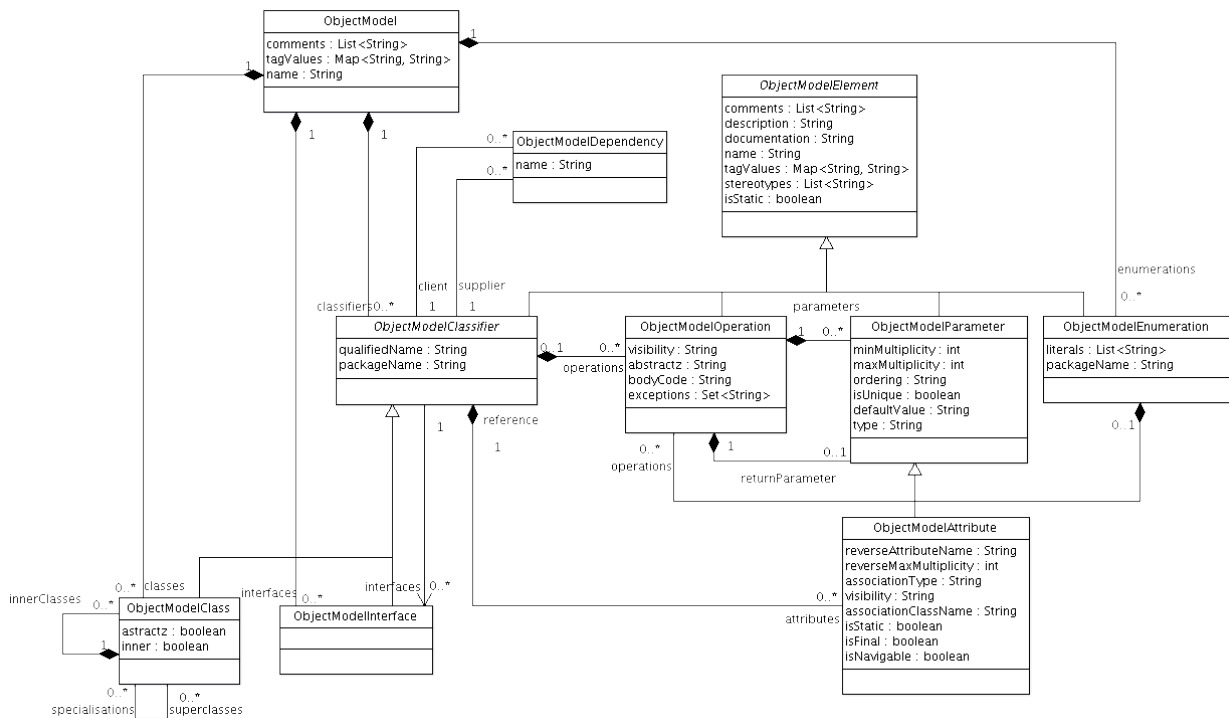 ObjectModel
comments : List<String>
tagValues : Map<String, String>
name : String
1
1
1
1
ObjectModelElement
comments : List<String>
description : String
documentation : String
name : String
tagValues : Map<String, String>
stereotypes : List<String>
isStatic : boolean
0..*
0..*
ObjectModelDependency
name : String
client
supplier
1
1
classifiers
0..*
enumerations
0..*
parameters
ObjectModelClassifier
qualifiedName : String
packageName : String
0..1
0..*
operations
ObjectModelOperation
visibility : String
abstractz : String
bodyCode : String
exceptions : Set<String>
1
0..*
ObjectModelParameter
minMultiplicity : int
maxMultiplicity : int
ordering : String
isUnique : boolean
defaultValue : String
type : String
ObjectModelEnumeration
literals : List<String>
packageName : String
1
reference
1
0..*
operations
1
0..1
returnParameter
0..1
ObjectModelAttribute
reverseAttributeName : String
reverseMaxMultiplicity : int
associationType : String
visibility : String
associationClassName : String
isStatic : boolean
isFinal : boolean
isNavigable : boolean
0..*
attributes
0..*
classes
innerClasses
0..*
1
ObjectModelClass
astractz : boolean
inner : boolean
interfaces
0..*
interfaces
0..*
ObjectModelInterface
0..*
specialisations
0..*
superclasses